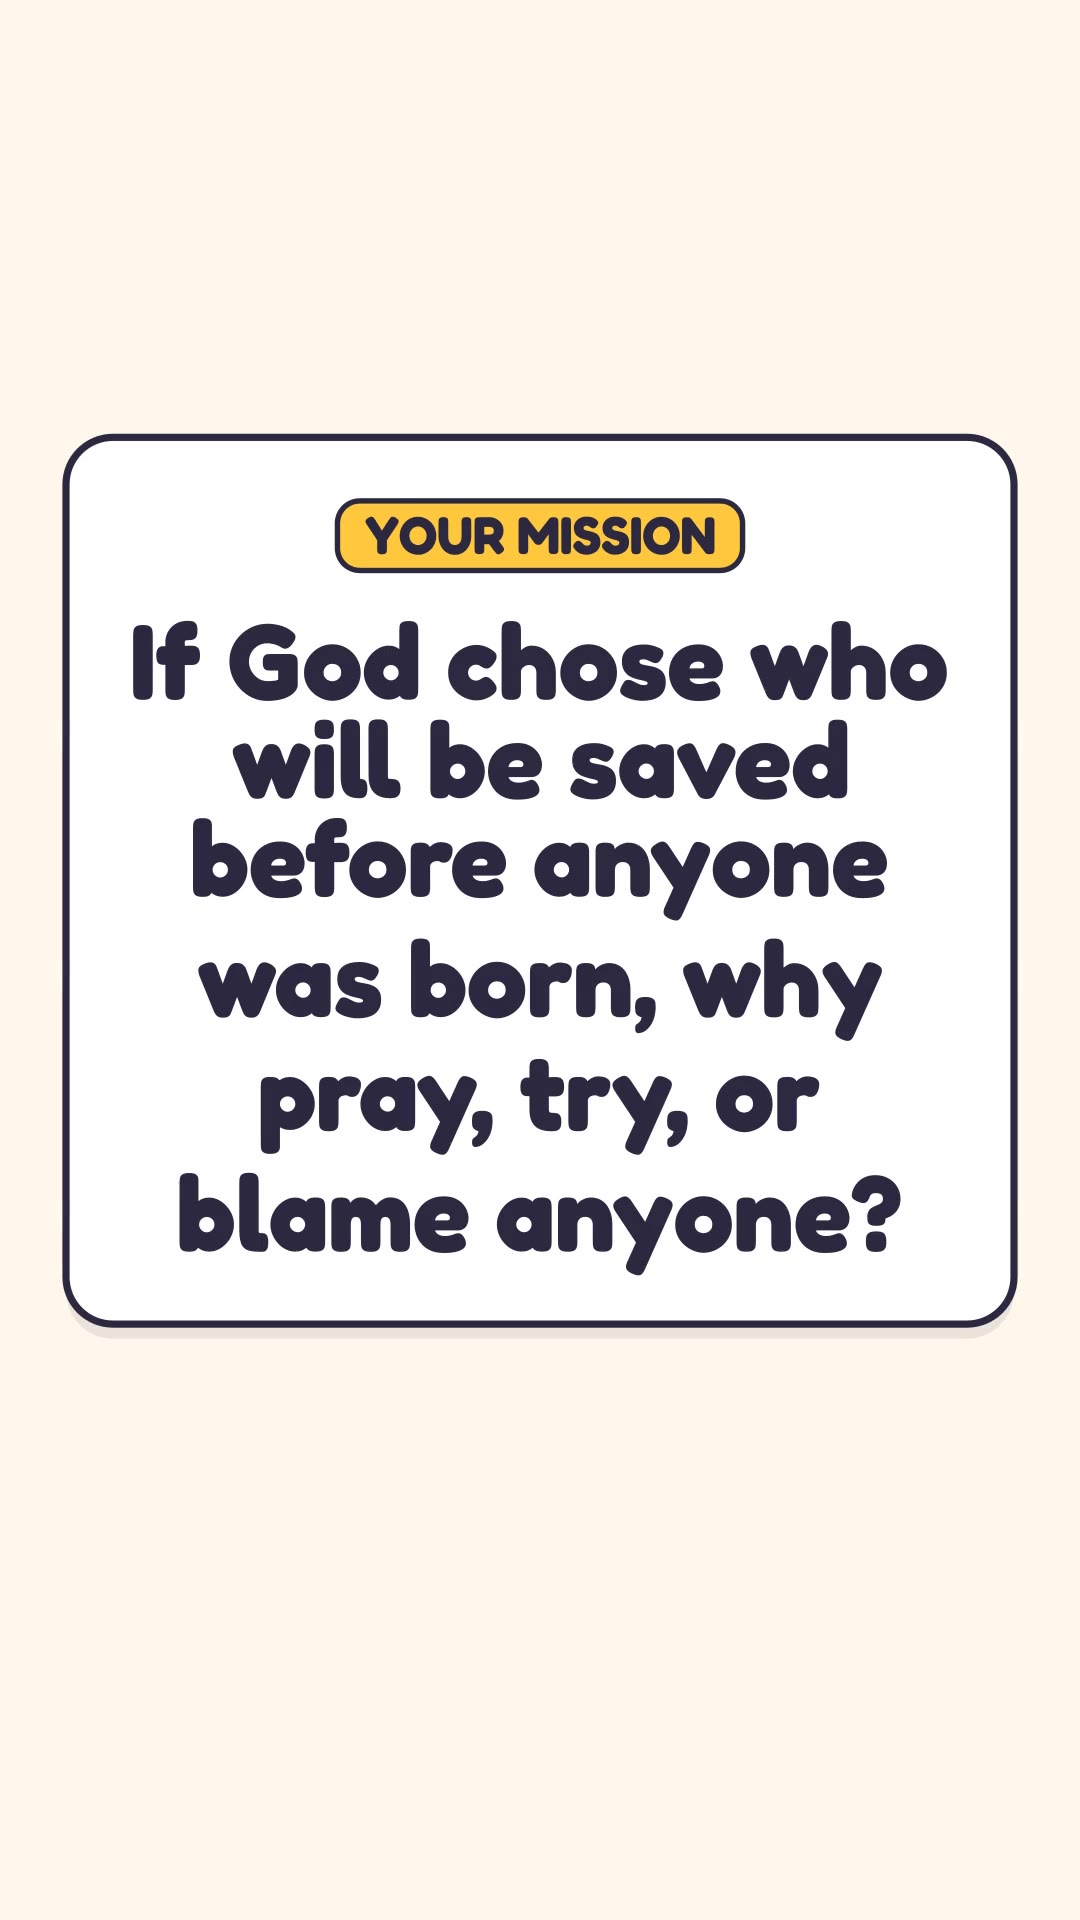 YOUR MISSION
If God chose who
will be saved
before anyone
was born, why
pray, try, or
blame anyone?